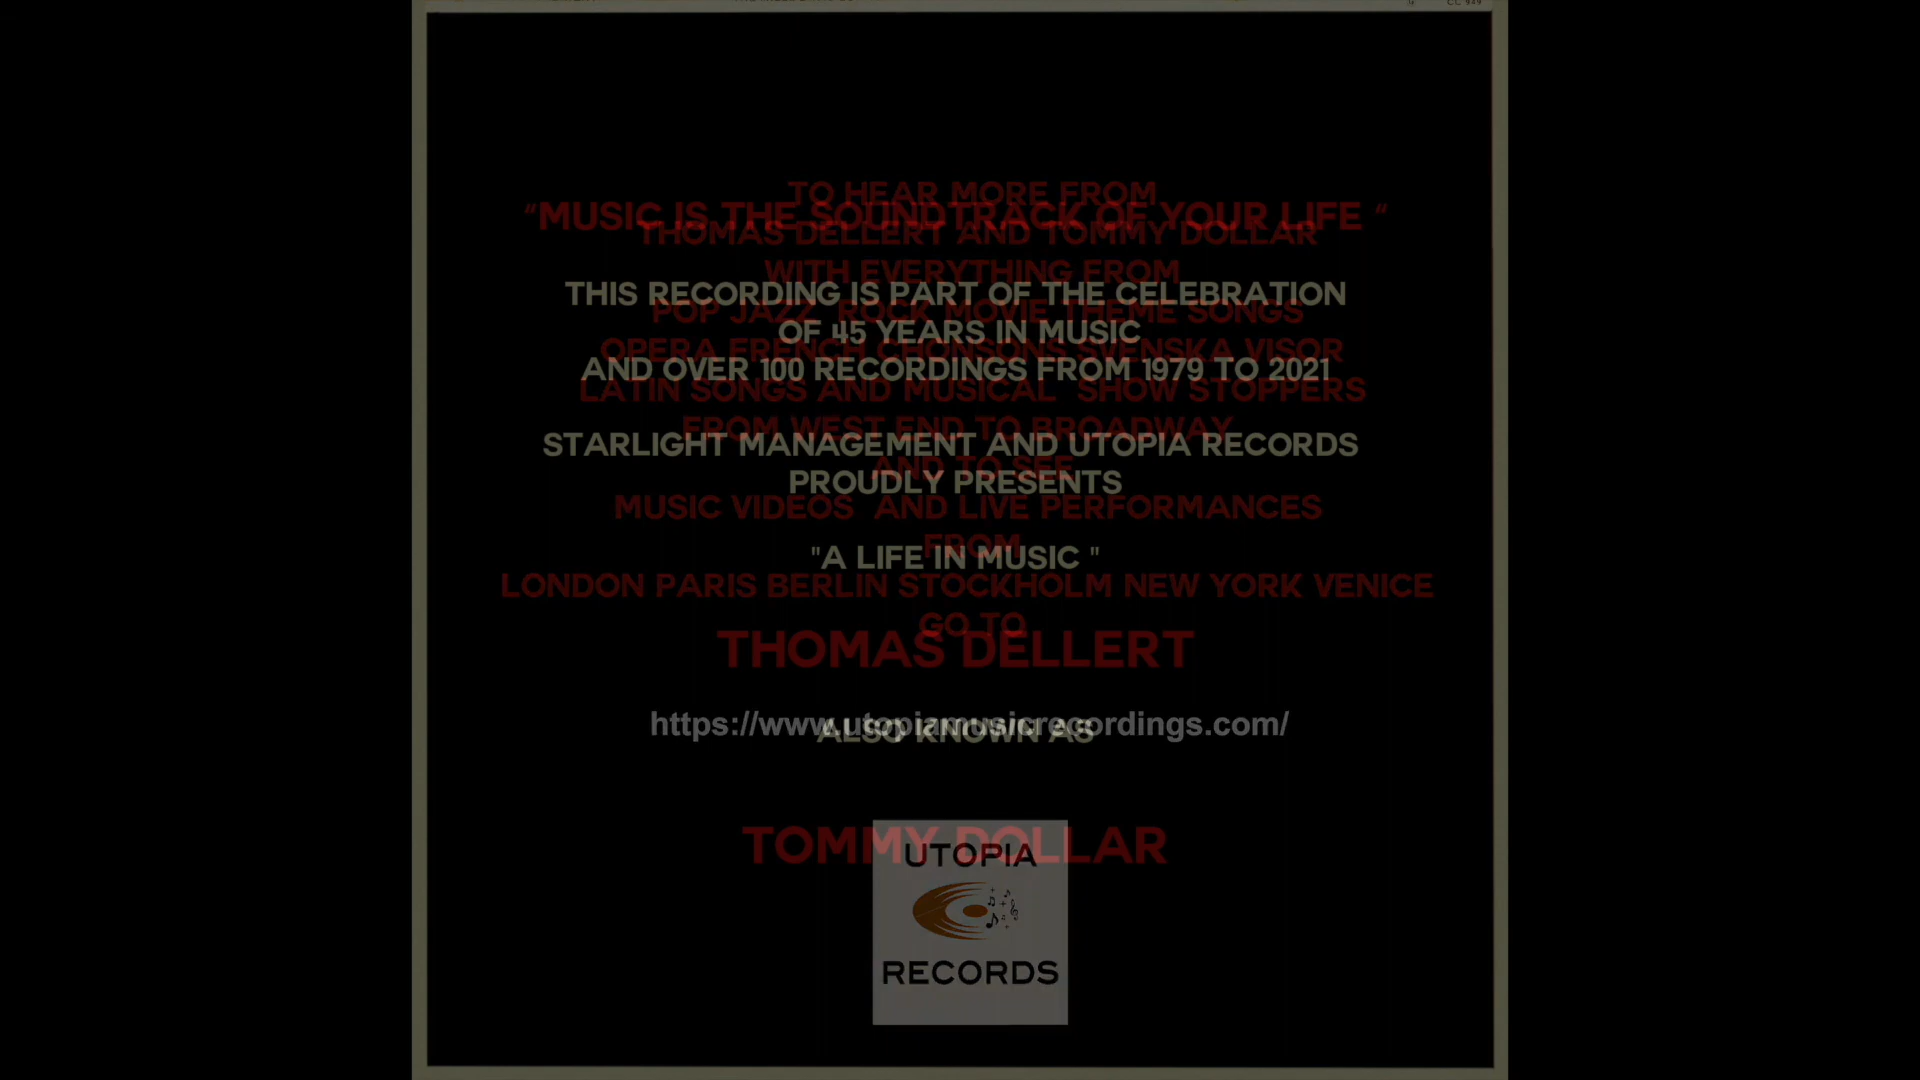 CL 949
TO HEAR MORE FROM
“MUSIC IS THE SOUNDTRACK OF YOUR LIFE “
THOMAS DELLERT AND TOMMY DOLLAR
WITH EVERYTHING FROM
THIS RECORDING IS PART OF THE CELEBRATION
POP JAZZ ROCK MOVIE THEME SONGS
OF 45 YEARS IN MUSIC
OPERA FRENCH CHONSONS SVENSKA VISOR
AND OVER 100 RECORDINGS FROM 1979 TO 2021
LATIN SONGS AND MUSICAL SHOW STOPPERS
FROM WEST END TO BROADWAY
STARLIGHT MANAGEMENT AND UTOPIA RECORDS
AND TO SEE
PROUDLY PRESENTS
MUSIC VIDEOS AND LIVE PERFORMANCES
FROM
"A LIFE IN MUSIC "
LONDON PARIS BERLIN STOCKHOLM NEW YORK VENICE
GO TO
THOMAS DELLERT
https://www.utopiamusicrecordings.com/
ALSO KNOWN AS
TOMMY DOLLAR
UTOPIA
RECORDS